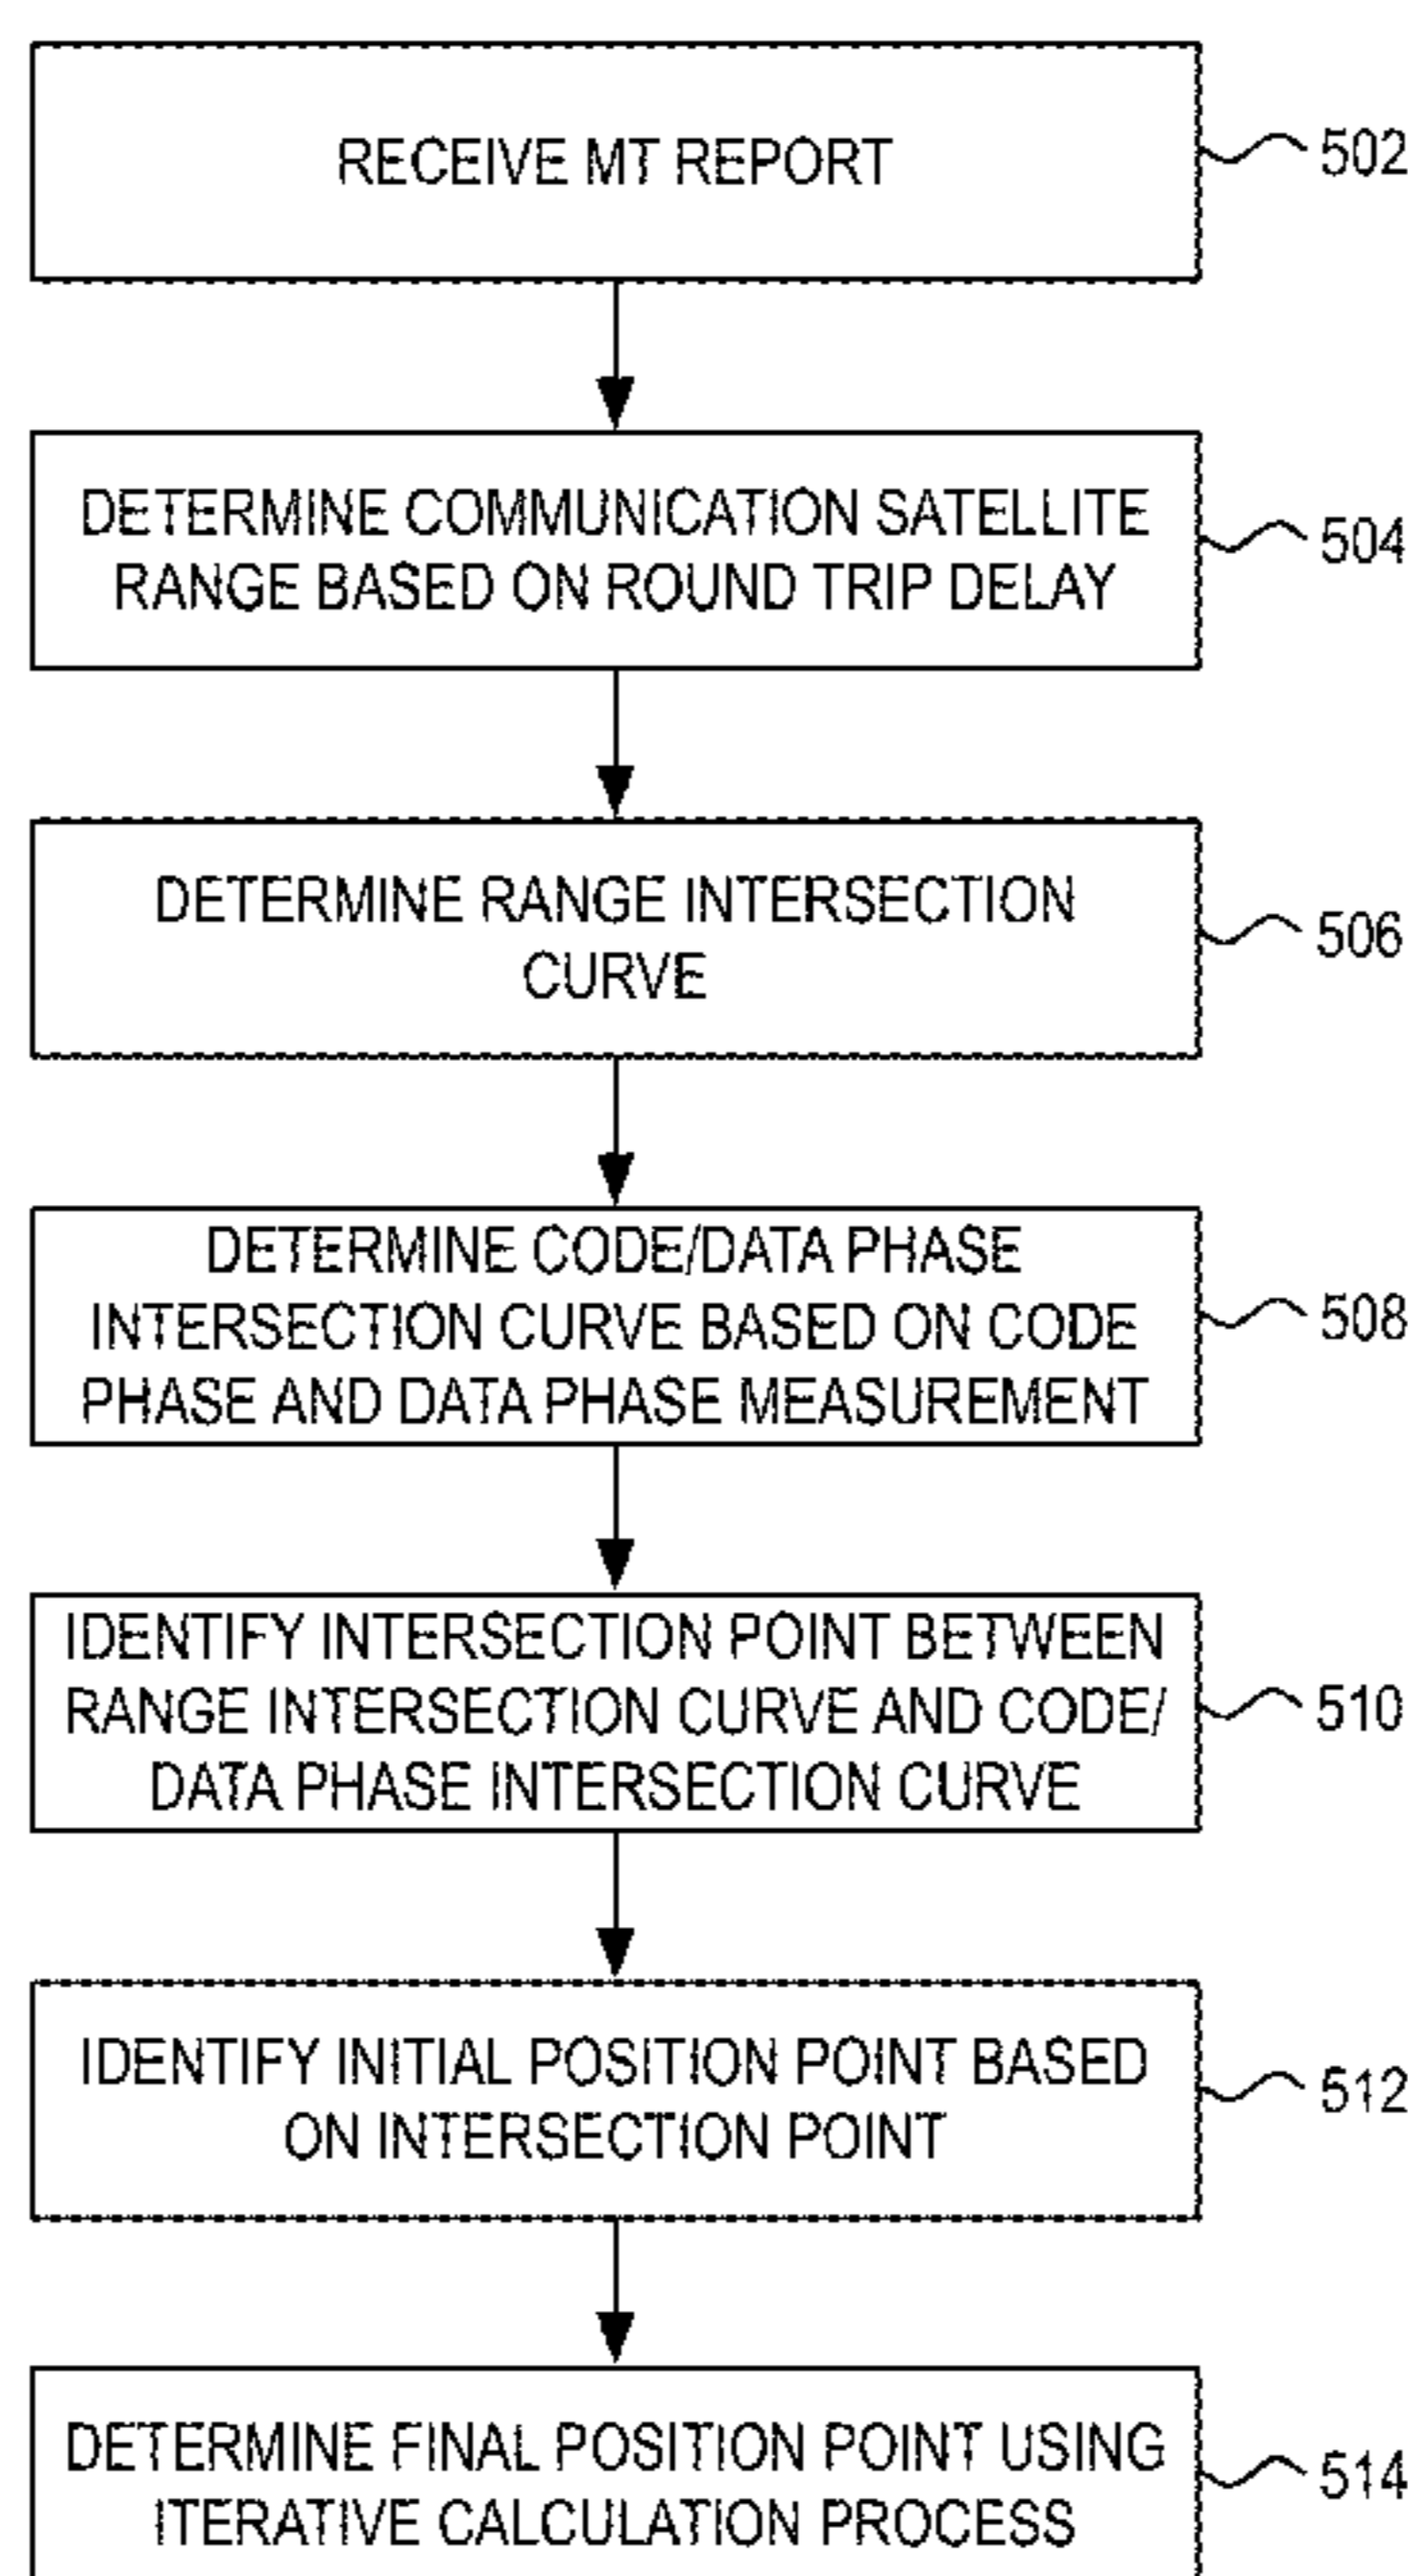 RECEIVE MT REPORT
502
DETERMINE COMMUNICATION SATELLITE
RANGE BASED ON ROUND TRIP DELAY
504
DETERMINE RANGE INTERSECTION
CURVE
506
DETERMINE CODE/DATA PHASE
INTERSECTION CURVE BASED ON CODE
PHASE AND DATA PHASE MEASUREMENT
508
IDENTIFY INTERSECTION POINT BETWEEN
RANGE INTERSECTION CURVE AND CODE/
DATA PHASE INTERSECTION CURVE
510
IDENTIFY INITIAL POSITION POINT BASED
ON INTERSECTION POINT
512
DETERMINE FINAL POSITION POINT USING
ITERATIVE CALCULATION PROCESS
514